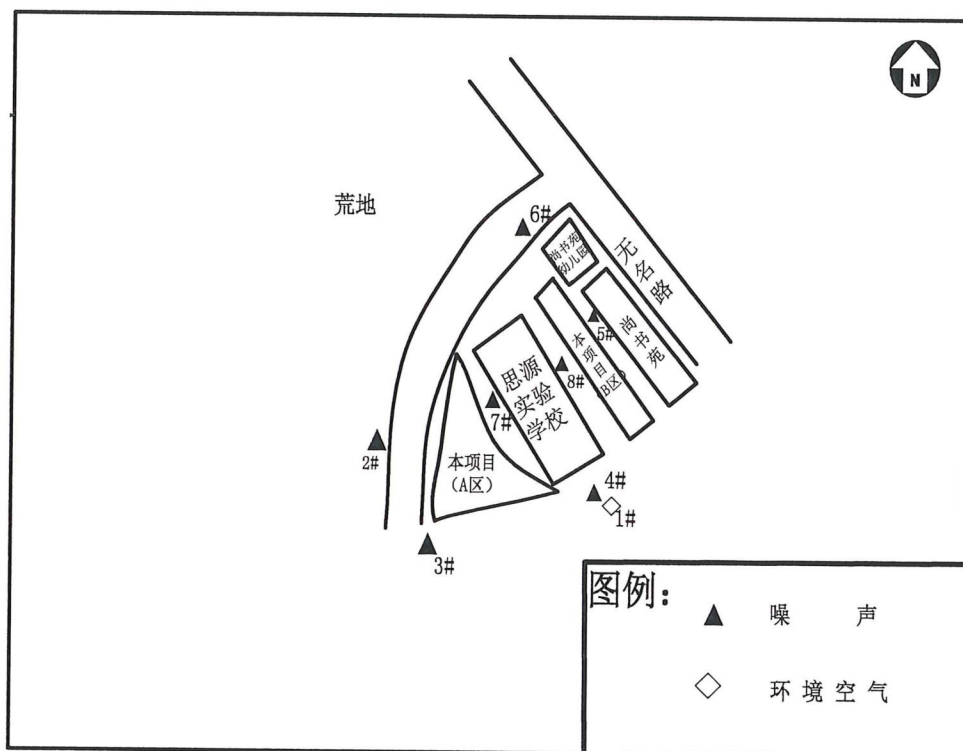 N
荒地
6#
尚书苑
幼儿园
无名路
5#
尚书苑
本项目
(B区)
8#
思源
实验
学校
7#
2#
本项目
(A区)
4#
1#
3#
图例：
噪 声
环境空气